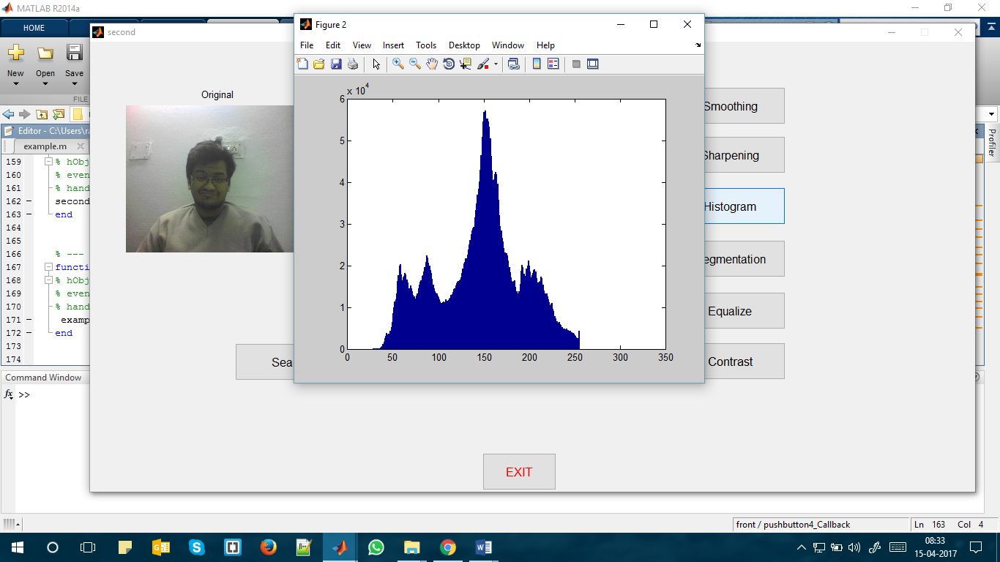 MATLAB R2014a
HOME
New
Open
Save
FILE
Editor - C:\Users\ra
example.m
159 % hObj
160 % even
161 % hand
162 second
163 end
164
165
166 % ---
167 functi
168 % hObj
169 % even
170 % hand
171 examp
172 end
173
174
Command Window
fx >>
second
Original
Sea
Smoothing
Sharpening
Histogram
egmentation
Equalize
Contrast
EXIT
Figure 2
File Edit View Insert Tools Desktop Window Help
x 10^4
6
5
4
3
2
1
0
0 50 100 150 200 250 300 350
Profiler
front / pushbutton4_Callback
Ln 163 Col 4
08:33
15-04-2017